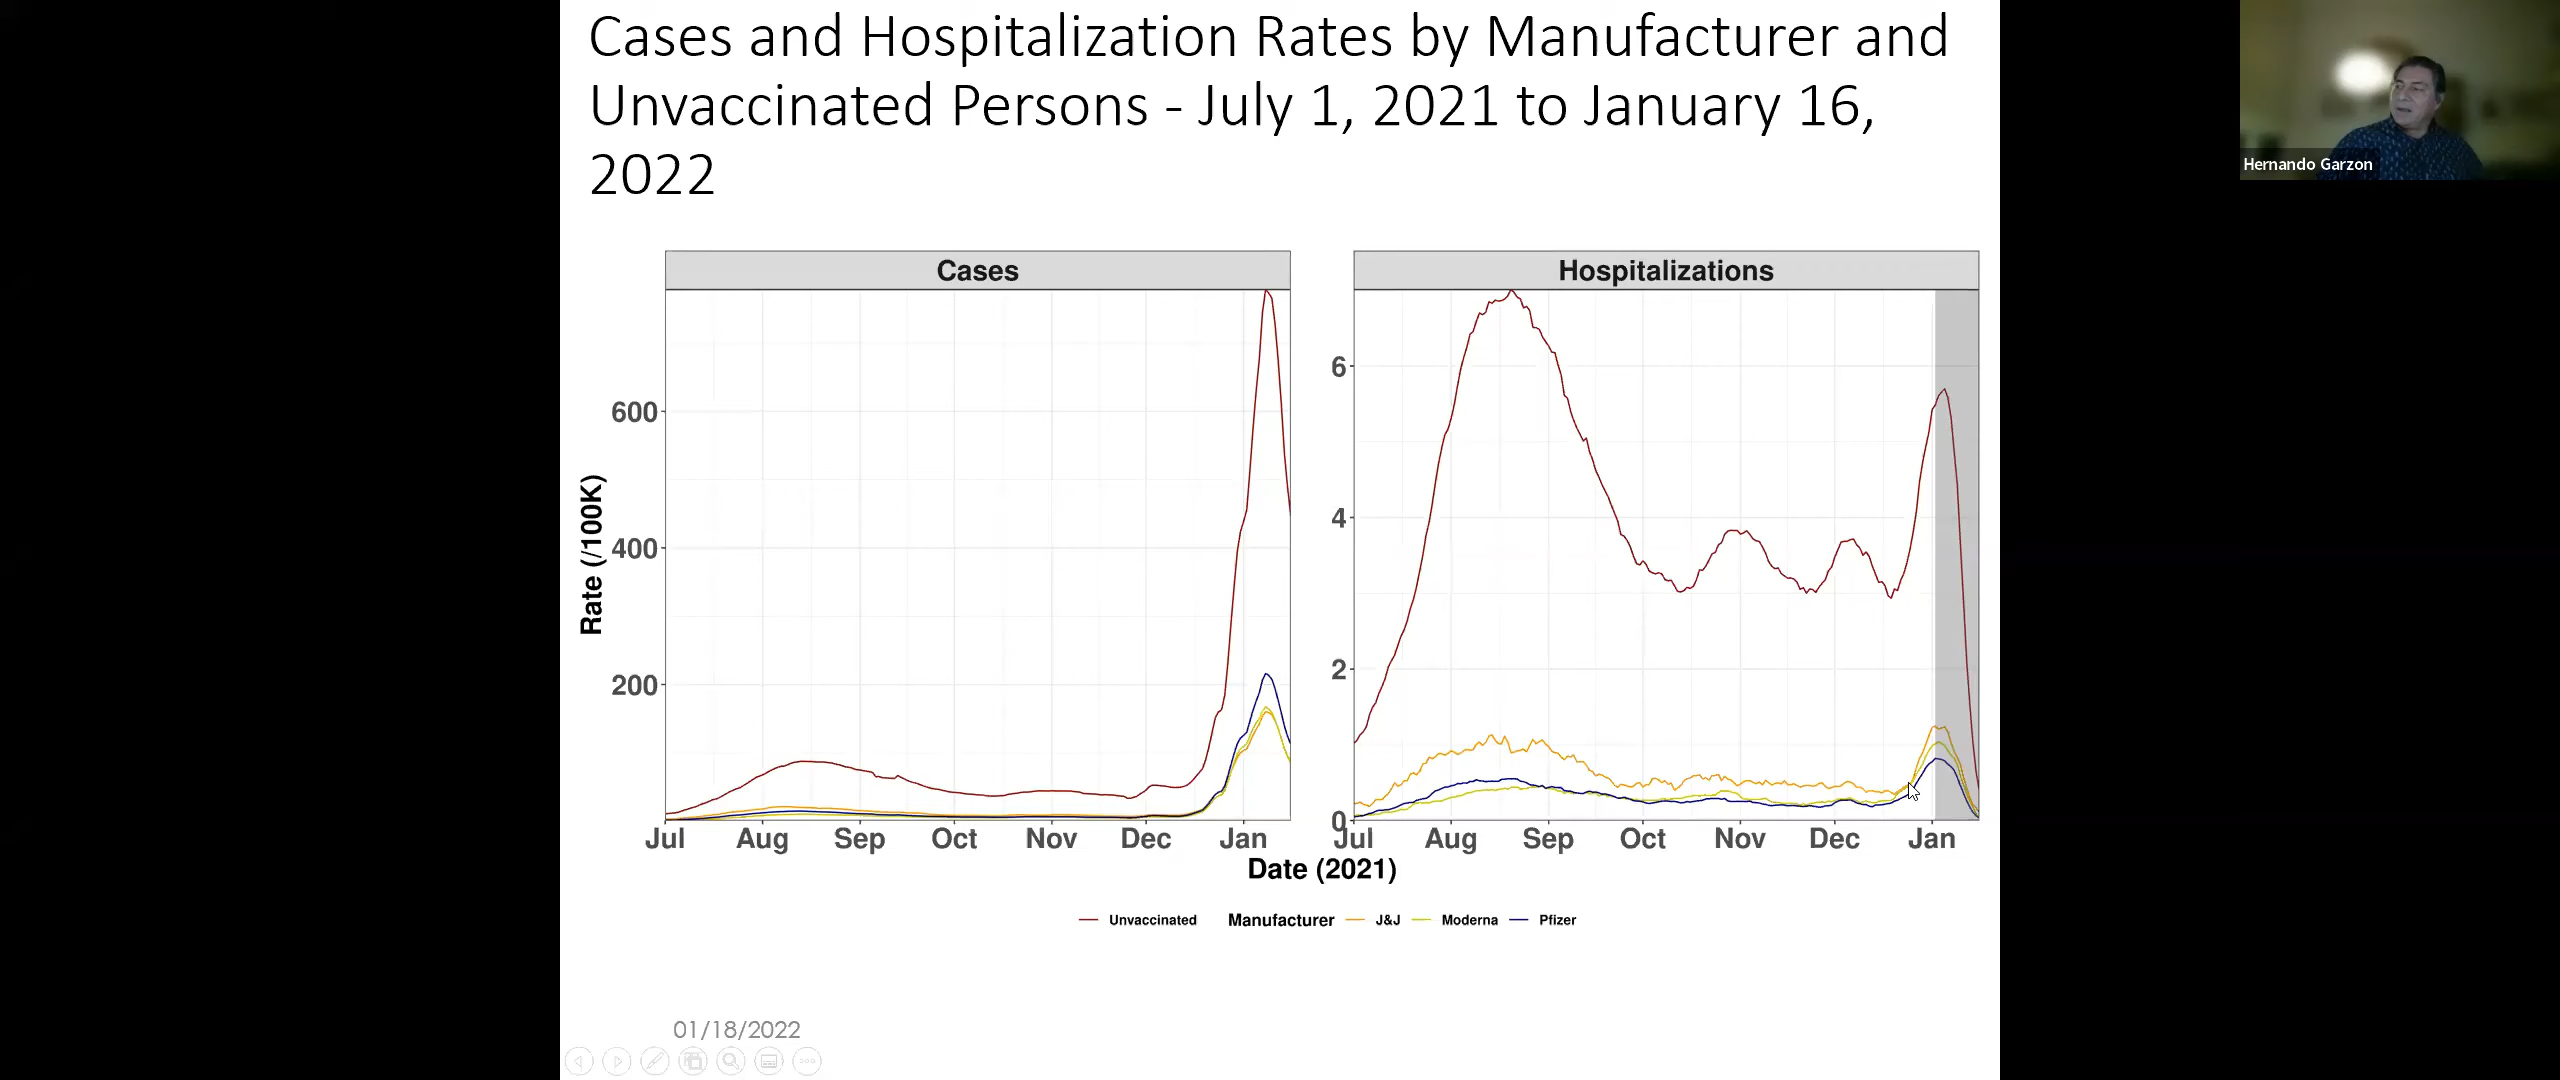 Cases and Hospitalization Rates by Manufacturer and
Unvaccinated Persons - July 1, 2021 to January 16,
2022
Hernando Garzon
Cases
Hospitalizations
Rate (/100K)
600
400
200
6
4
2
0
Jul Aug Sep Oct Nov Dec Jan
Jul Aug Sep Oct Nov Dec Jan
Date (2021)
Unvaccinated Manufacturer J&J Moderna Pfizer
01/18/2022